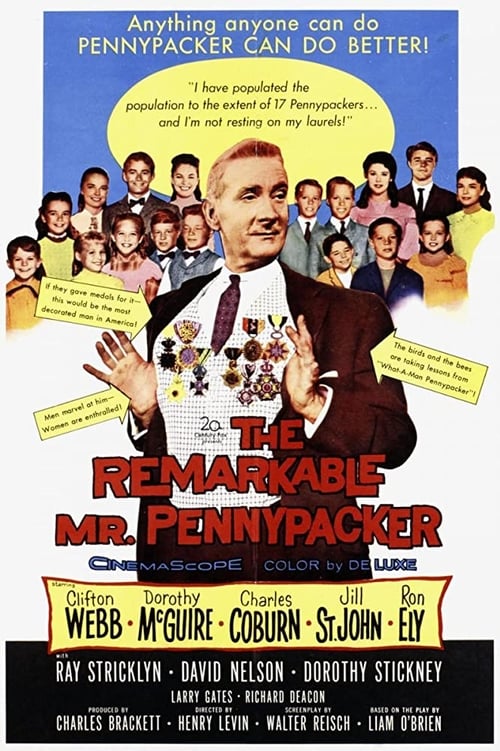 Anything anyone can do
PENNYPACKER CAN DO BETTER!
"I have populated the
population to the extent of 17 Pennypackers...
and I'm not resting on my laurels!"
If they gave medals for it—
this would be the most
decorated man in America!
The birds and the bees
are taking lessons from
"What-A-Man Pennypacker"!
Men marvel at him—
Women are enthralled!
20th
Century-Fox
presents
THE
REMARKABLE
MR. PENNYPACKER
CINEMASCOPE COLOR by DE LUXE
starring
Clifton WEBB • Dorothy McGUIRE • Charles COBURN • Jill ST. JOHN • Ron ELY
with
RAY STRICKLYN • DAVID NELSON • DOROTHY STICKNEY
LARRY GATES • RICHARD DEACON
PRODUCED BY DIRECTED BY SCREENPLAY BY BASED ON THE PLAY BY
CHARLES BRACKETT • HENRY LEVIN • WALTER REISCH • LIAM O'BRIEN